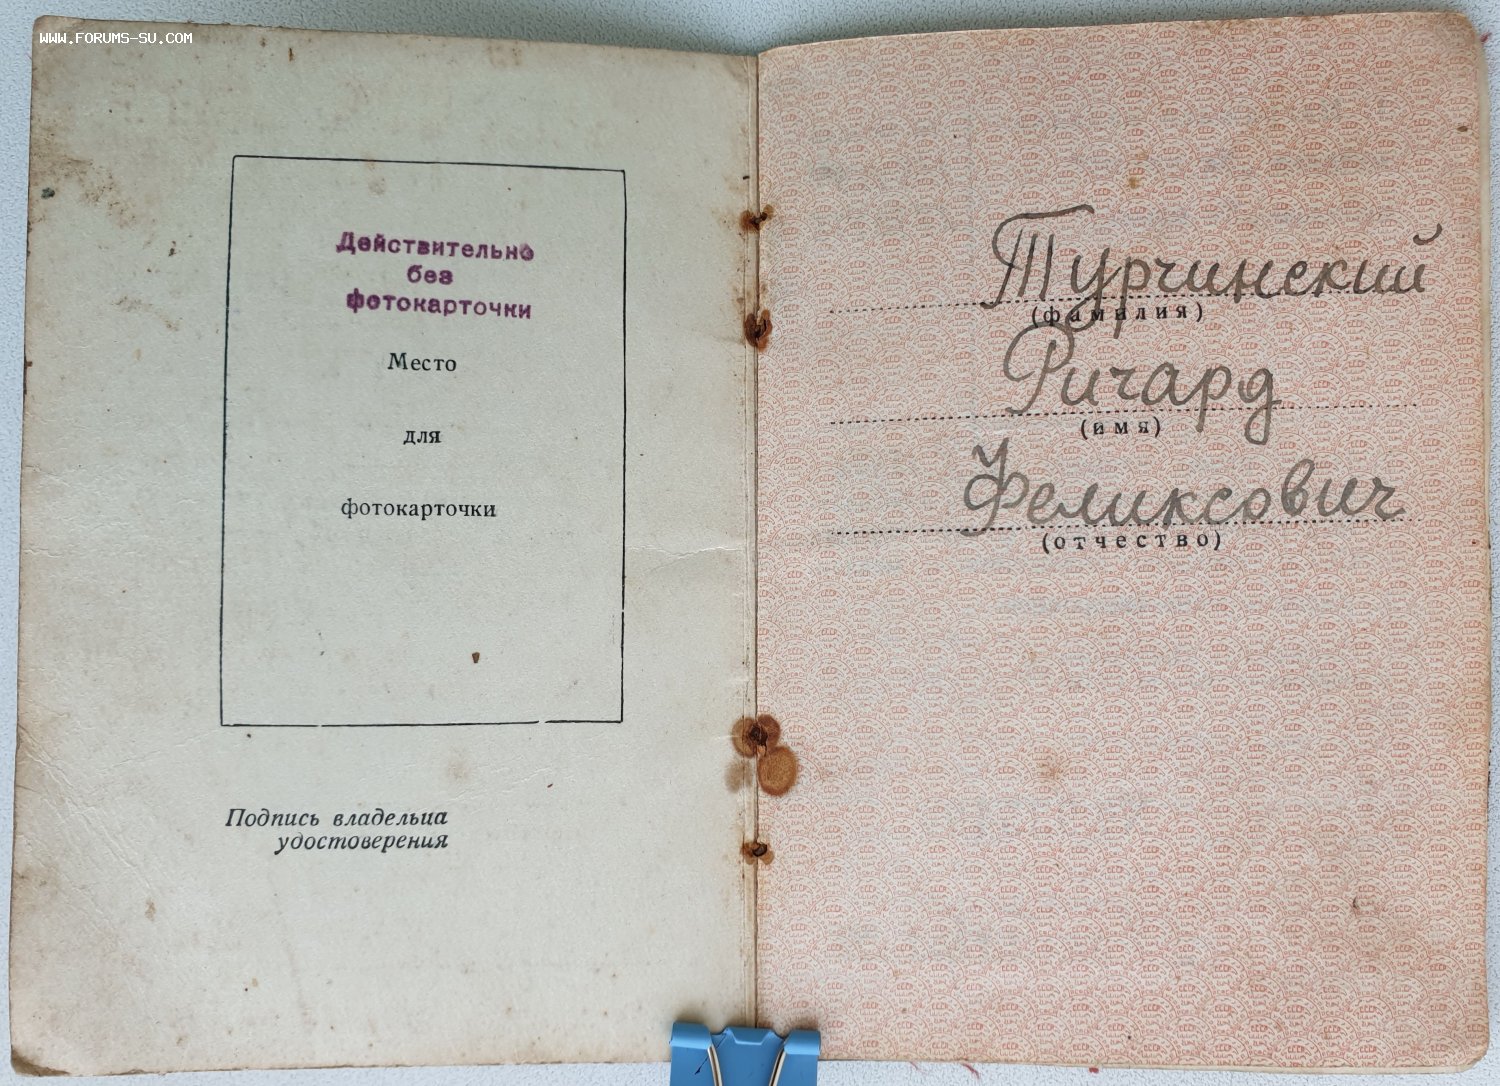 WWW.FORUMS-SU.COM
Действительно
без
фотокарточки
Место
для
фотокарточки
Подпись владельца
удостоверения
Турчинский
(фамилия)
Ричард
(имя)
Феликсович
(отчество)